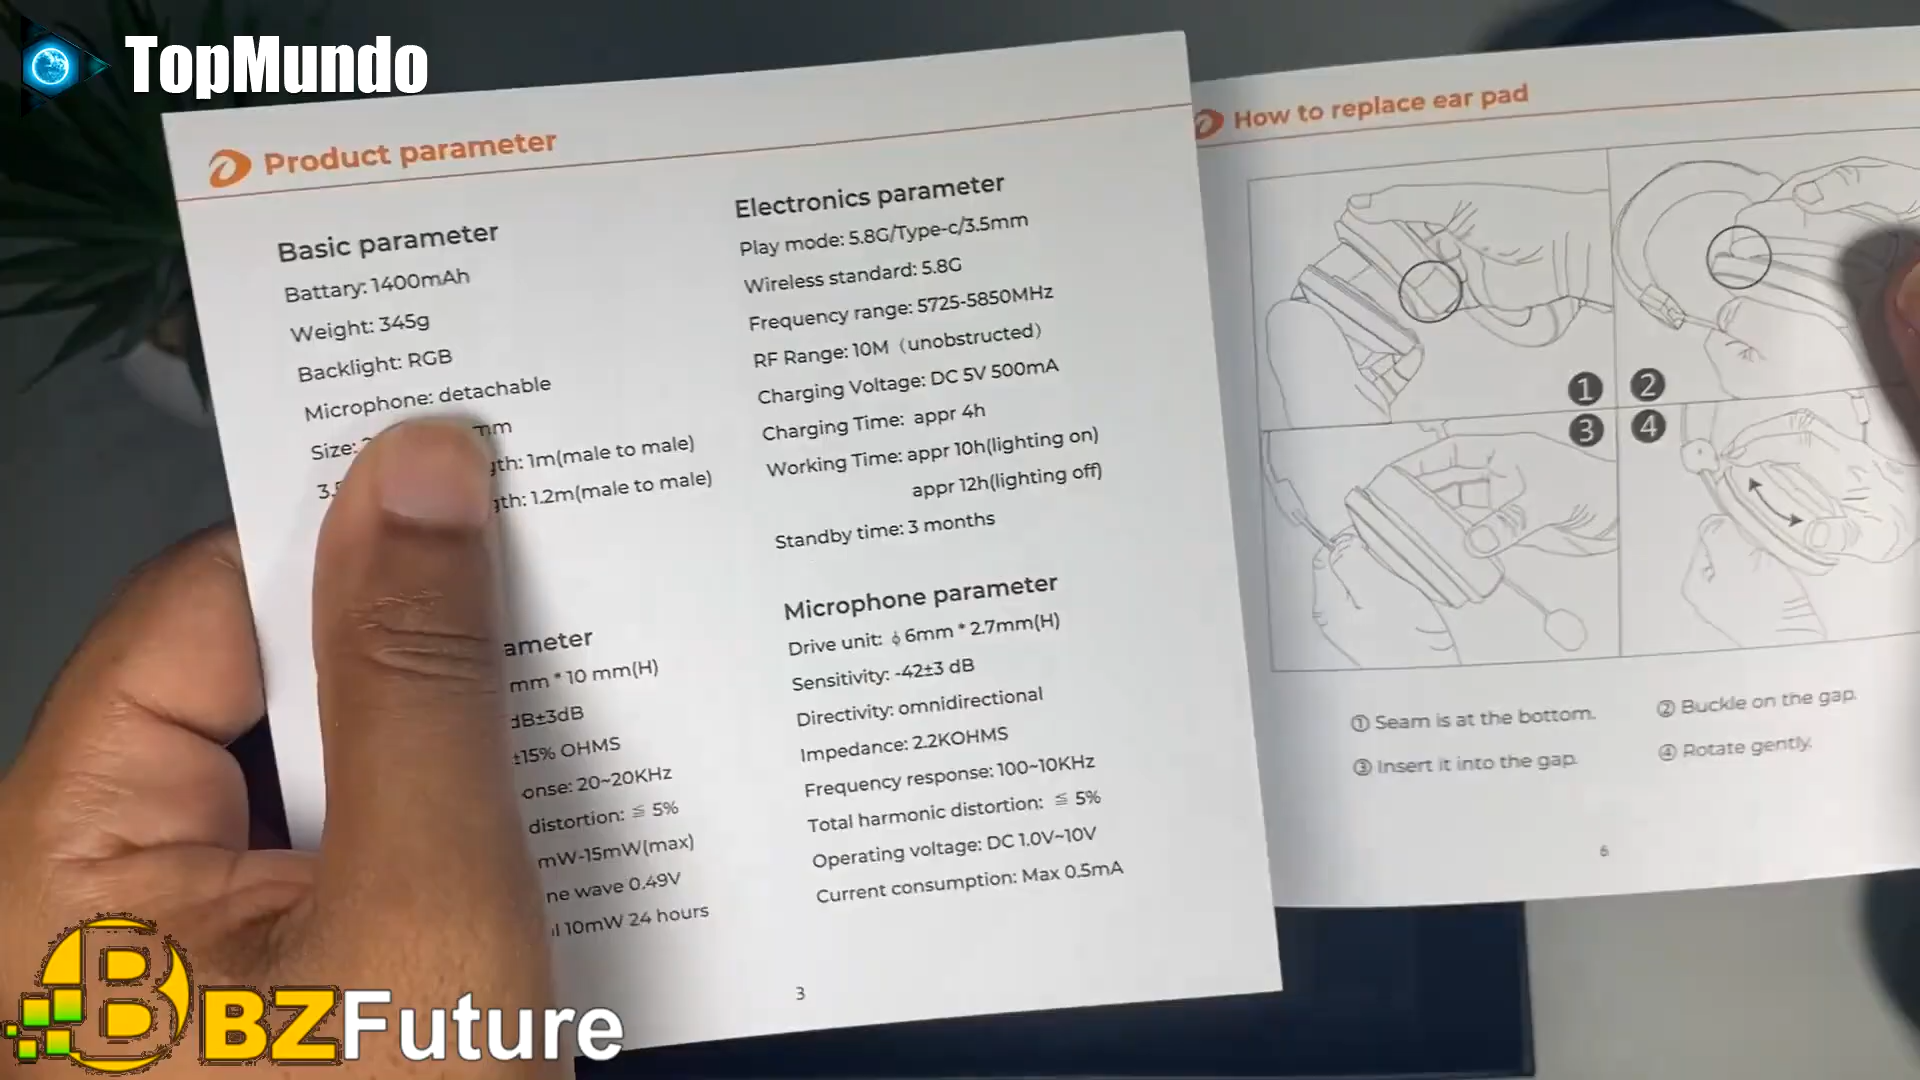 TopMundo
Product parameter
Basic parameter
Battary: 1400mAh
Weight: 345g
Backlight: RGB
Microphone: detachable
Size: mm
1m(male to male)
1.2m(male to male)
mm * 10 mm(H)
dB±3dB
±15% OHMS
20~20KHz
distortion: ≦ 5%
mW-15mW(max)
wave 0.49V
10mW 24 hours
Electronics parameter
Play mode: 5.8G/Type-c/3.5mm
Wireless standard: 5.8G
Frequency range: 5725-5850MHz
RF Range: 10M（unobstructed）
Charging Voltage: DC 5V 500mA
Charging Time: appr 4h
Working Time: appr 10h(lighting on)
appr 12h(lighting off)
Standby time: 3 months
Microphone parameter
Drive unit: ϕ 6mm * 2.7mm(H)
Sensitivity: -42±3 dB
Directivity: omnidirectional
Impedance: 2.2KOHMS
Frequency response: 100~10KHz
Total harmonic distortion: ≦ 5%
Operating voltage: DC 1.0V~10V
Current consumption: Max 0.5mA
3
How to replace ear pad
1 2
3 4
① Seam is at the bottom.
② Buckle on the gap.
③ Insert it into the gap.
④ Rotate gently.
6
BZFuture